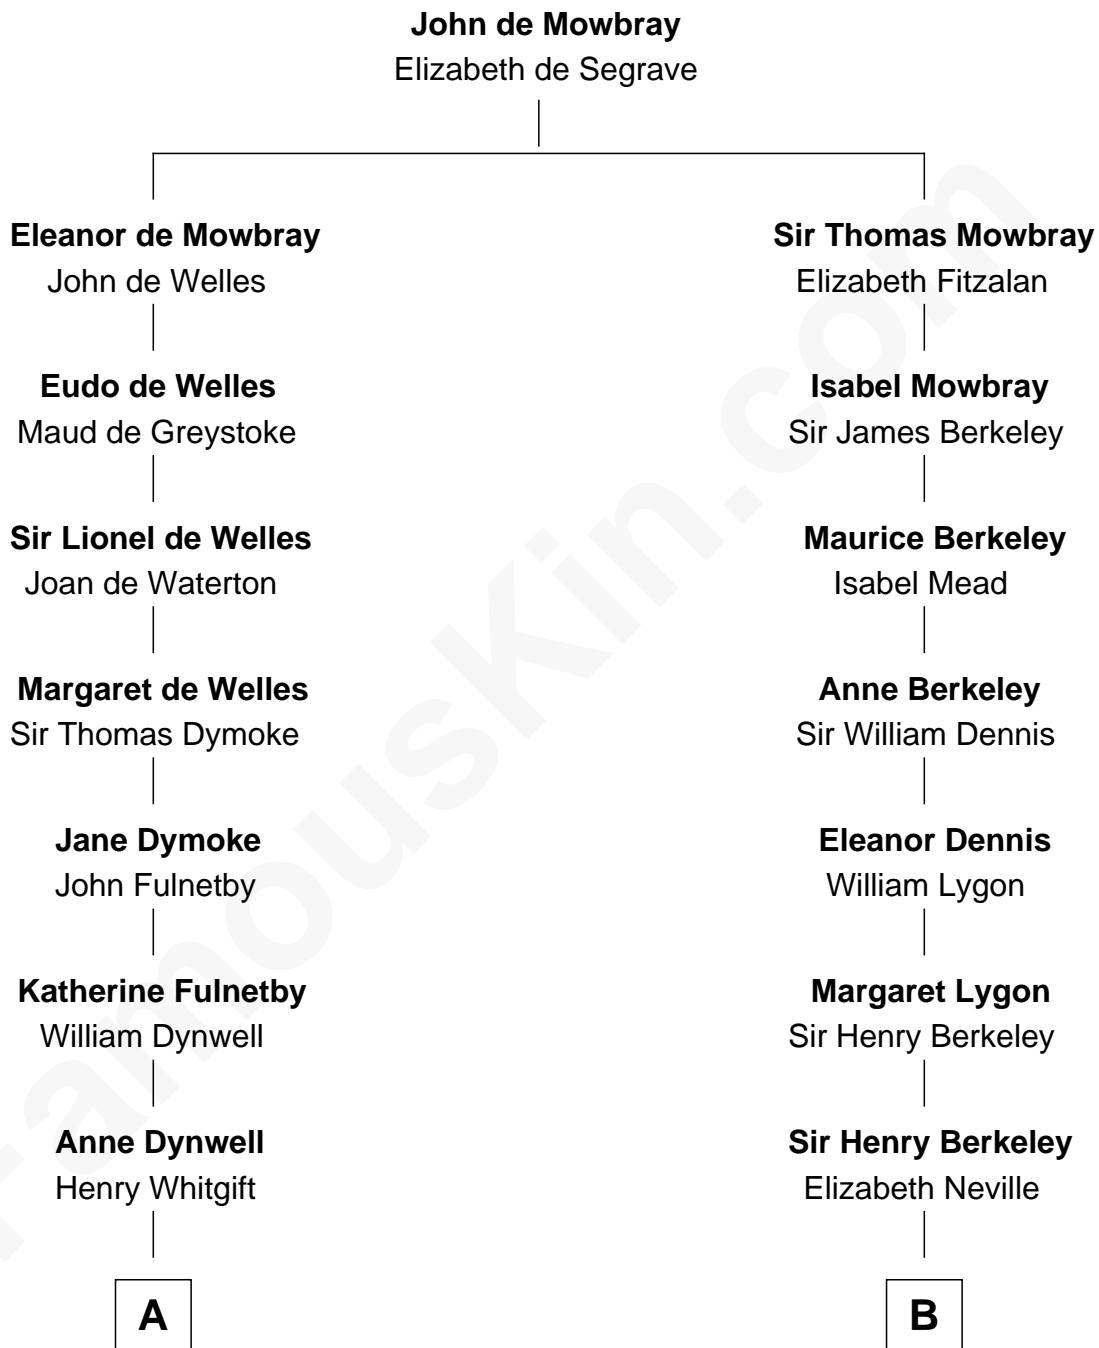 John de Mowbray
Elizabeth de Segrave
Eleanor de Mowbray
John de Welles
Sir Thomas Mowbray
Elizabeth Fitzalan
Eudo de Welles
Maud de Greystoke
Isabel Mowbray
Sir James Berkeley
Sir Lionel de Welles
Joan de Waterton
Maurice Berkeley
Isabel Mead
Margaret de Welles
Sir Thomas Dymoke
Anne Berkeley
Sir William Dennis
Jane Dymoke
John Fulnetby
Eleanor Dennis
William Lygon
Katherine Fulnetby
William Dynwell
Margaret Lygon
Sir Henry Berkeley
Anne Dynwell
Henry Whitgift
Sir Henry Berkeley
Elizabeth Neville
A
B
FamousKin.com